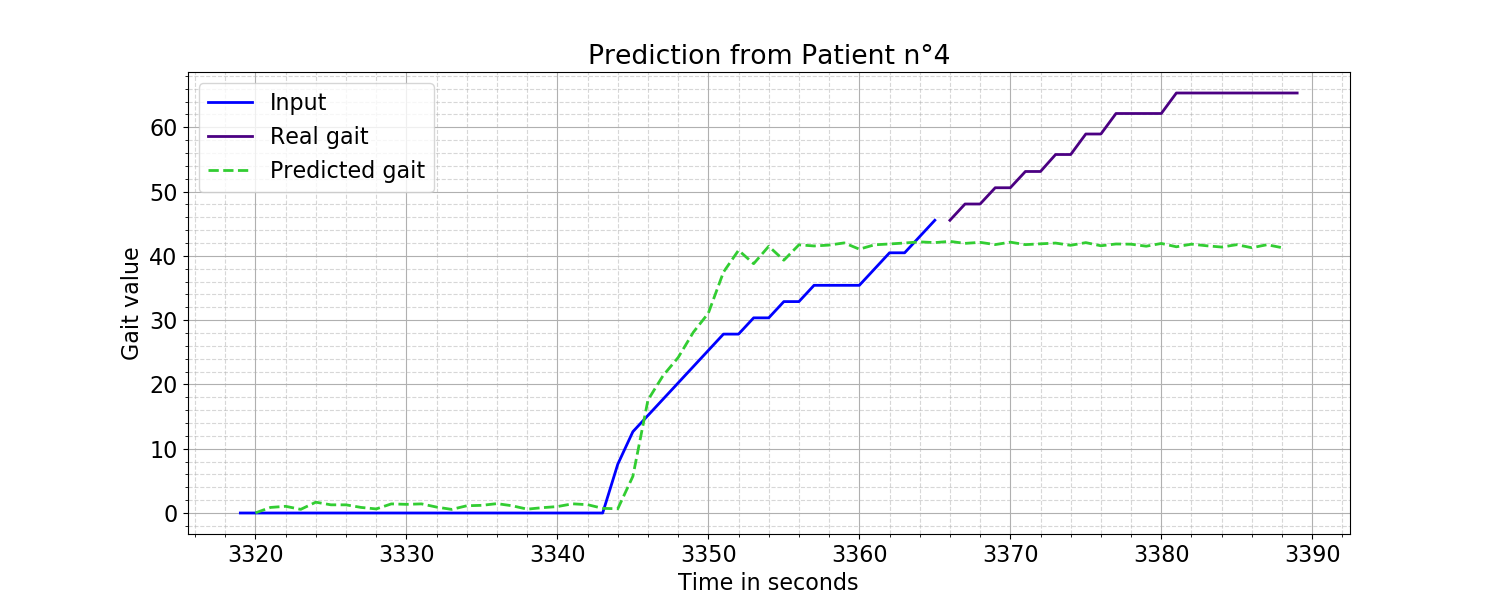 Prediction from Patient n°4
Input
Real gait
Predicted gait
Gait value
60
50
40
30
20
10
0
3320 3330 3340 3350 3360 3370 3380 3390
Time in seconds